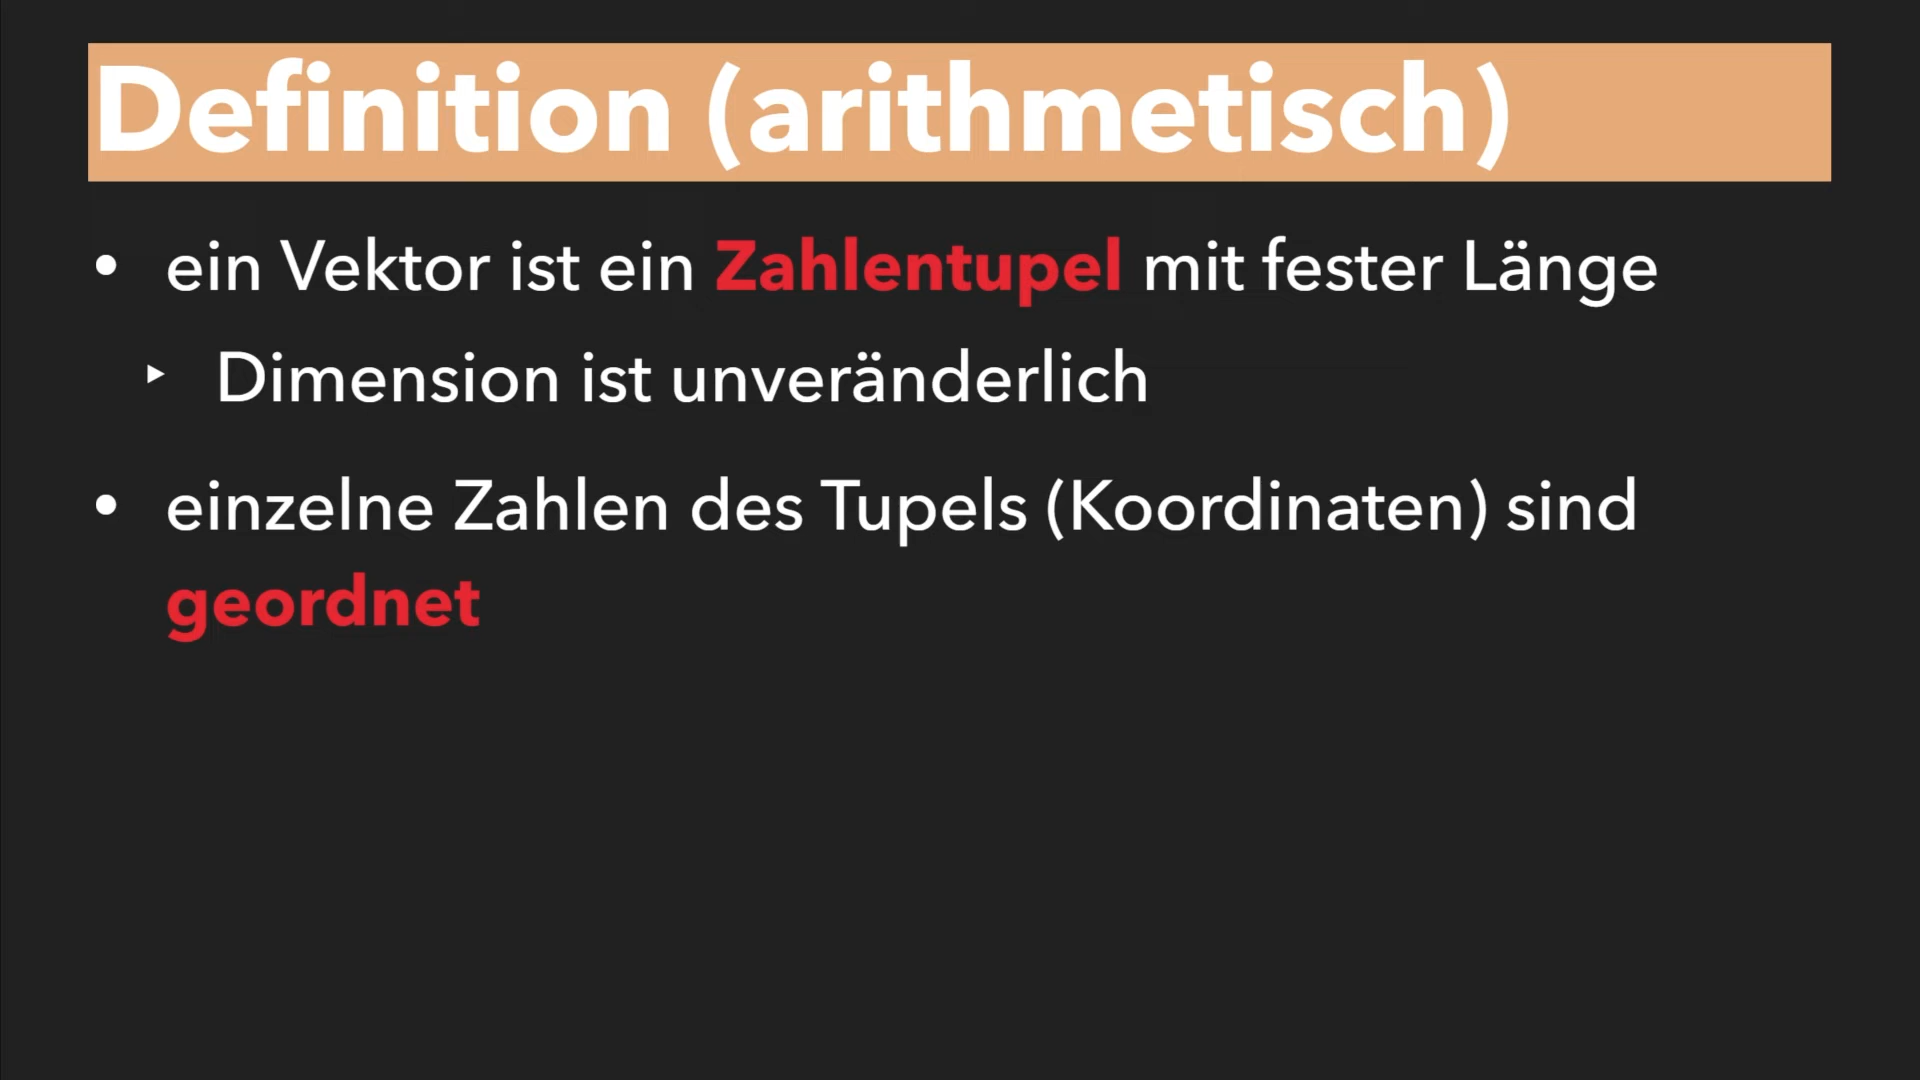 Definition (arithmetisch)
• ein Vektor ist ein Zahlentupel mit fester Länge
‣ Dimension ist unveränderlich
• einzelne Zahlen des Tupels (Koordinaten) sind
geordnet